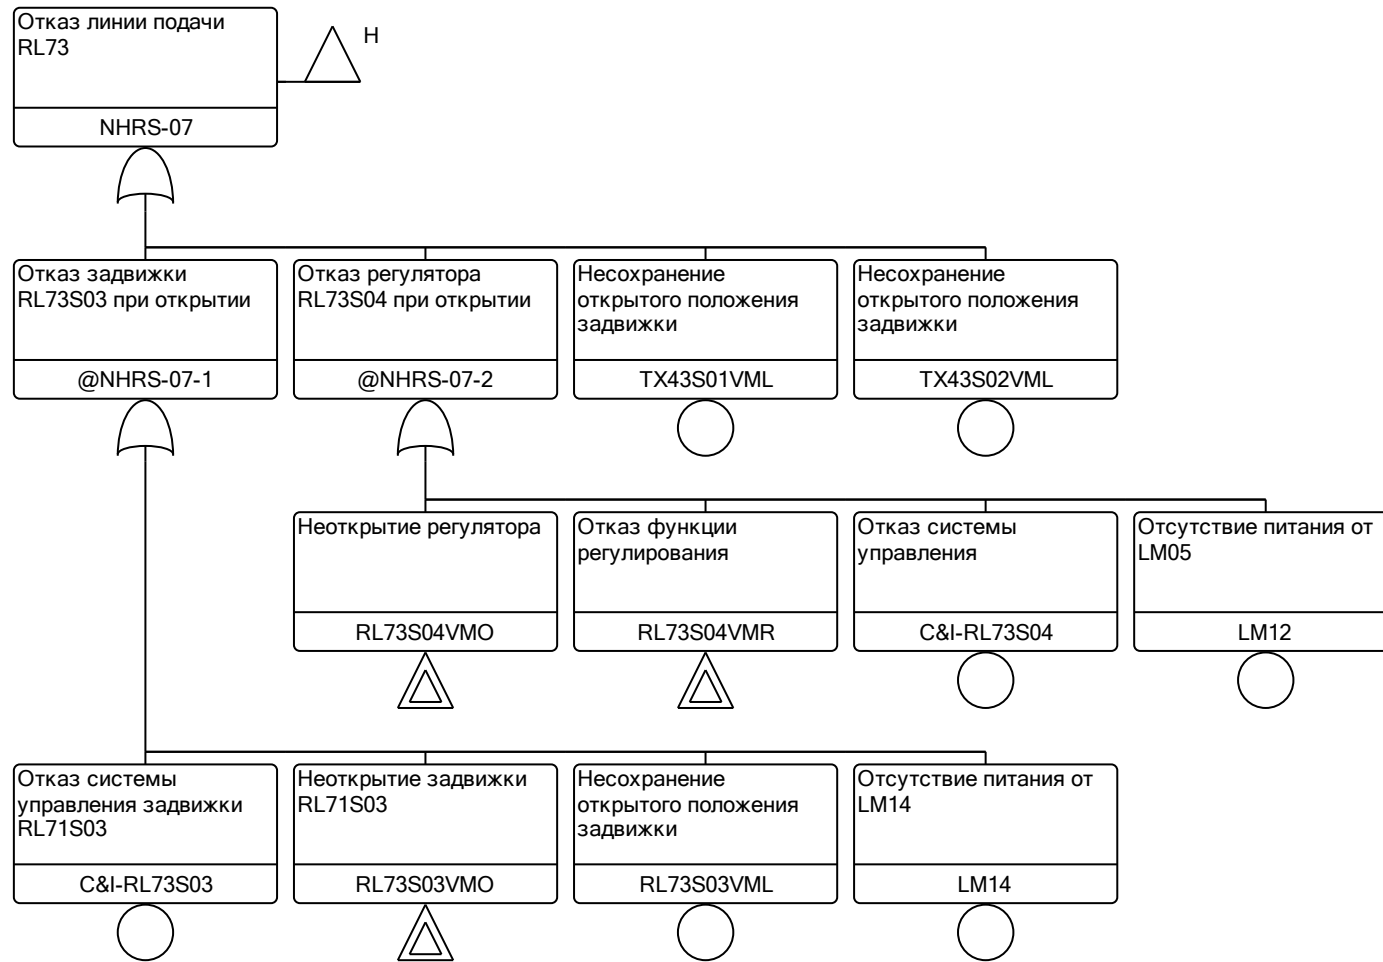 Отказ линии подачи
RL73
NHRS-07
H
Отказ задвижки
RL73S03 при открытии
@NHRS-07-1
Отказ регулятора
RL73S04 при открытии
@NHRS-07-2
Несохранение
открытого положения
задвижки
TX43S01VML
Несохранение
открытого положения
задвижки
TX43S02VML
Неоткрытие регулятора
RL73S04VMO
Отказ функции
регулирования
RL73S04VMR
Отказ системы
управления
C&I-RL73S04
Отсутствие питания от
LM05
LM12
Отказ системы
управления задвижки
RL71S03
C&I-RL73S03
Неоткрытие задвижки
RL71S03
RL73S03VMO
Несохранение
открытого положения
задвижки
RL73S03VML
Отсутствие питания от
LM14
LM14